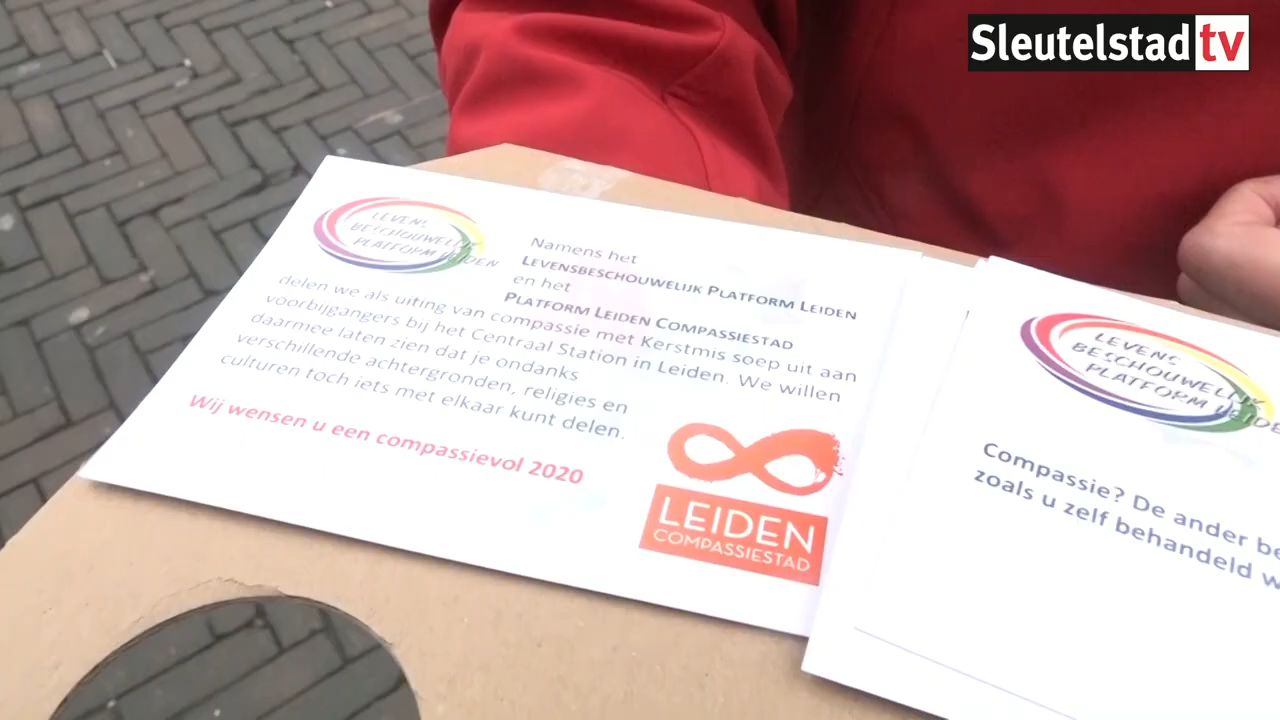 Sleutelstad tv
LEVENS
BESCHOUWELIJK
PLATFORM LEIDEN
Namens het
LEVENSBESCHOUWELIJK PLATFORM LEIDEN
en het
PLATFORM LEIDEN COMPASSIESTAD
delen we als uiting van compassie met Kerstmis soep uit aan
voorbijgangers bij het Centraal Station in Leiden. We willen
daarmee laten zien dat je ondanks
verschillende achtergronden, religies en
culturen toch iets met elkaar kunt delen.
Wij wensen u een compassievol 2020
LEIDEN
COMPASSIESTAD
LEVENS
BESCHOUWELIJK
PLATFORM LEIDE
Compassie? De ander be
zoals u zelf behandeld w